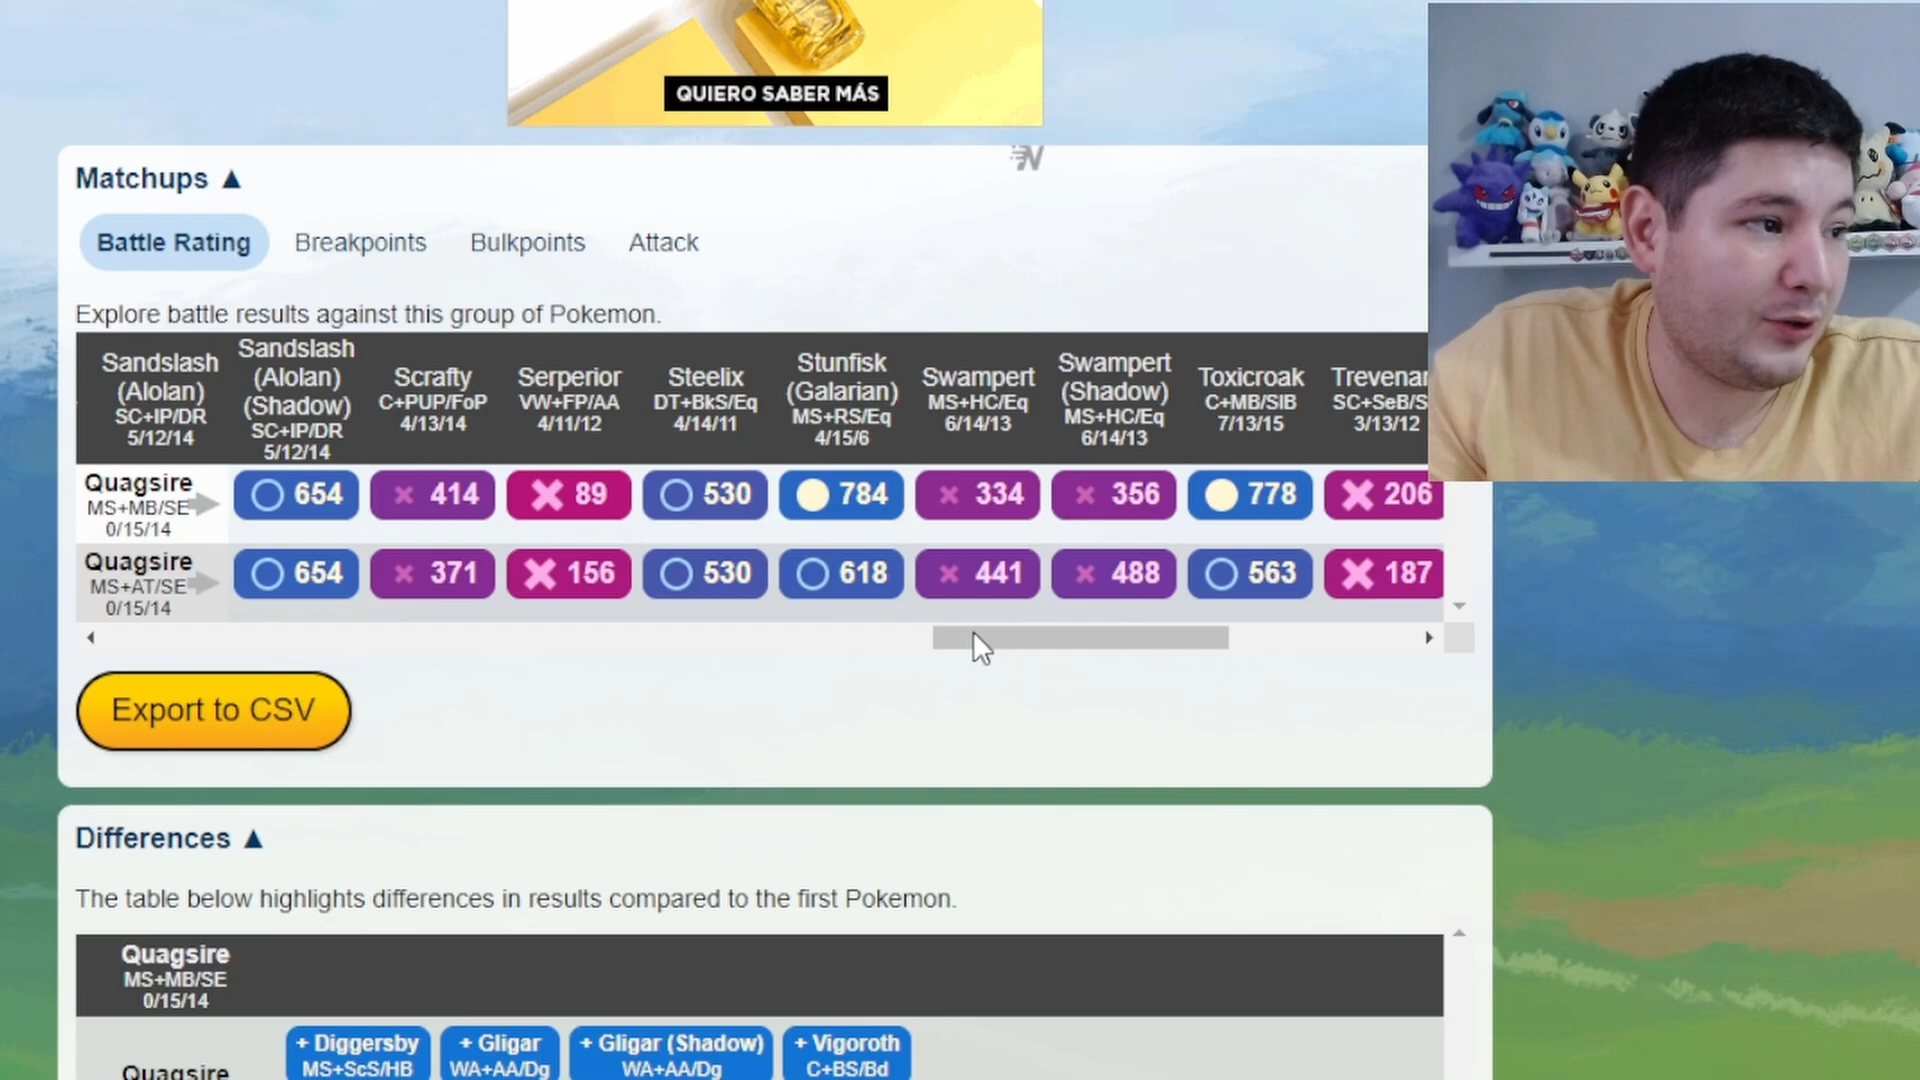 QUIERO SABER MÁS
Matchups ▲
Battle Rating Breakpoints Bulkpoints Attack
Explore battle results against this group of Pokemon.
Sandslash (Alolan) SC+IP/DR 5/12/14
Sandslash (Alolan) (Shadow) SC+IP/DR 5/12/14
Scrafty C+PUP/FoP 4/13/14
Serperior VW+FP/AA 4/11/12
Steelix DT+BkS/Eq 4/14/11
Stunfisk (Galarian) MS+RS/Eq 4/15/6
Swampert MS+HC/Eq 6/14/13
Swampert (Shadow) MS+HC/Eq 6/14/13
Toxicroak C+MB/SlB 7/13/15
SC+SeB/S 3/13/12
Quagsire MS+MB/SE 0/15/14
654 414 89 530 784 334 356 778 206
Quagsire MS+AT/SE 0/15/14
654 371 156 530 618 441 488 563 187
Export to CSV
Differences ▲
The table below highlights differences in results compared to the first Pokemon.
Quagsire
MS+MB/SE
0/15/14
Quagsire
+ Diggersby MS+ScS/HB
+ Gligar WA+AA/Dg
+ Gligar (Shadow) WA+AA/Dg
+ Vigoroth C+BS/Bd